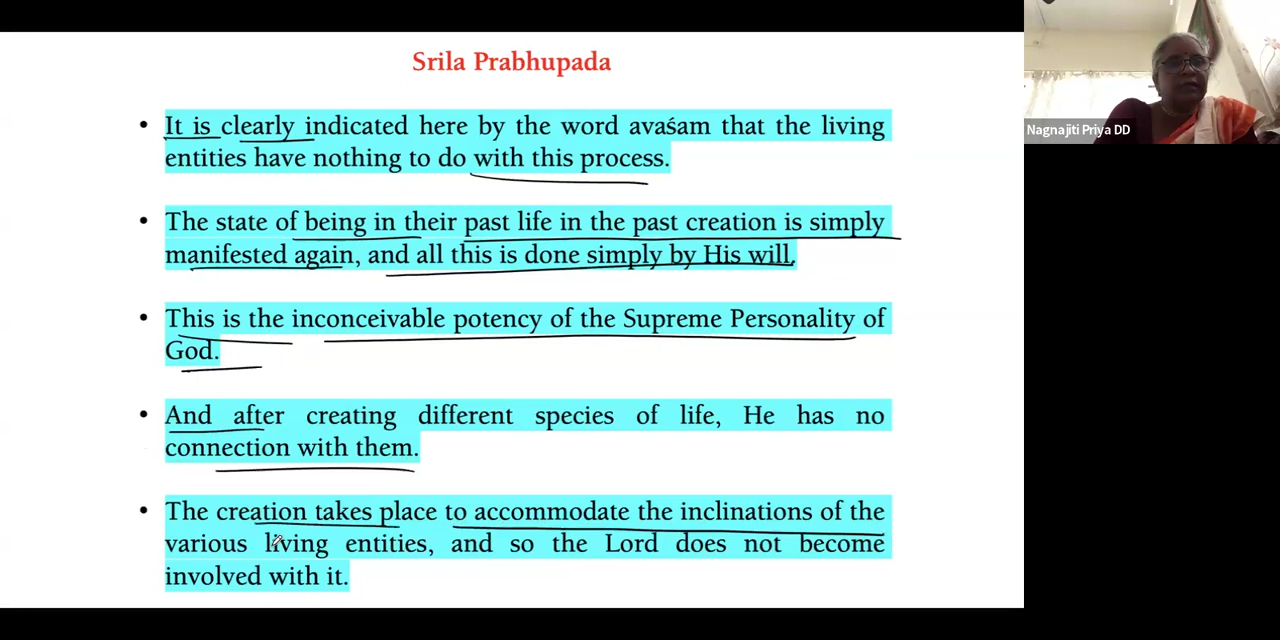 Srila Prabhupada
• It is clearly indicated here by the word avaśam that the living
entities have nothing to do with this process.
• The state of being in their past life in the past creation is simply
manifested again, and all this is done simply by His will.
• This is the inconceivable potency of the Supreme Personality of
God.
• And after creating different species of life, He has no
connection with them.
• The creation takes place to accommodate the inclinations of the
various living entities, and so the Lord does not become
involved with it.
Nagnajiti Priya DD